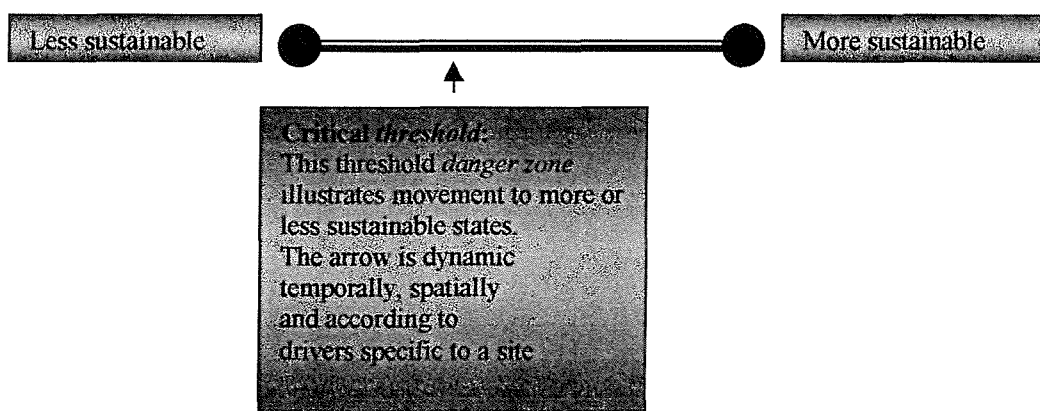 Less sustainable
More sustainable
Critical threshold:
This threshold danger zone
illustrates movement to more or
less sustainable states.
The arrow is dynamic
temporally, spatially
and according to
drivers specific to a site